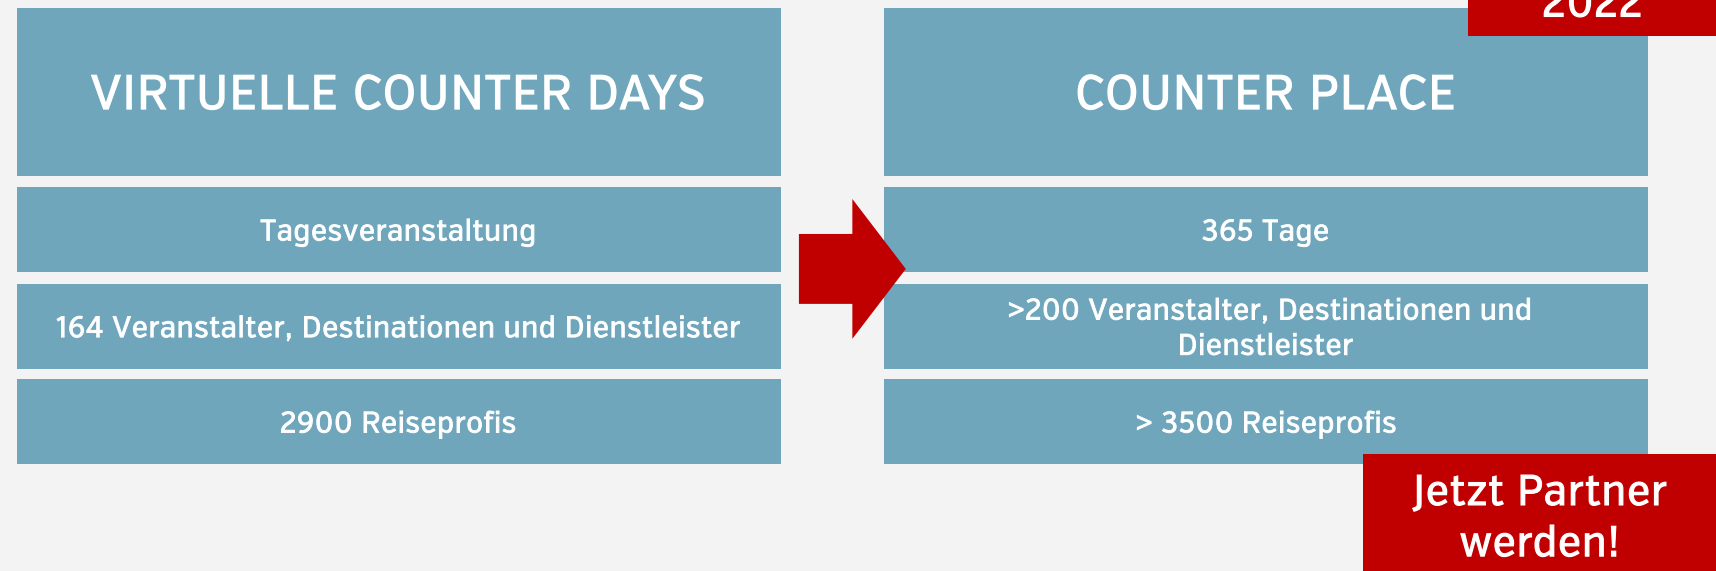 2022
VIRTUELLE COUNTER DAYS
Tagesveranstaltung
164 Veranstalter, Destinationen und Dienstleister
2900 Reiseprofis
COUNTER PLACE
365 Tage
>200 Veranstalter, Destinationen und
Dienstleister
> 3500 Reiseprofis
Jetzt Partner
werden!